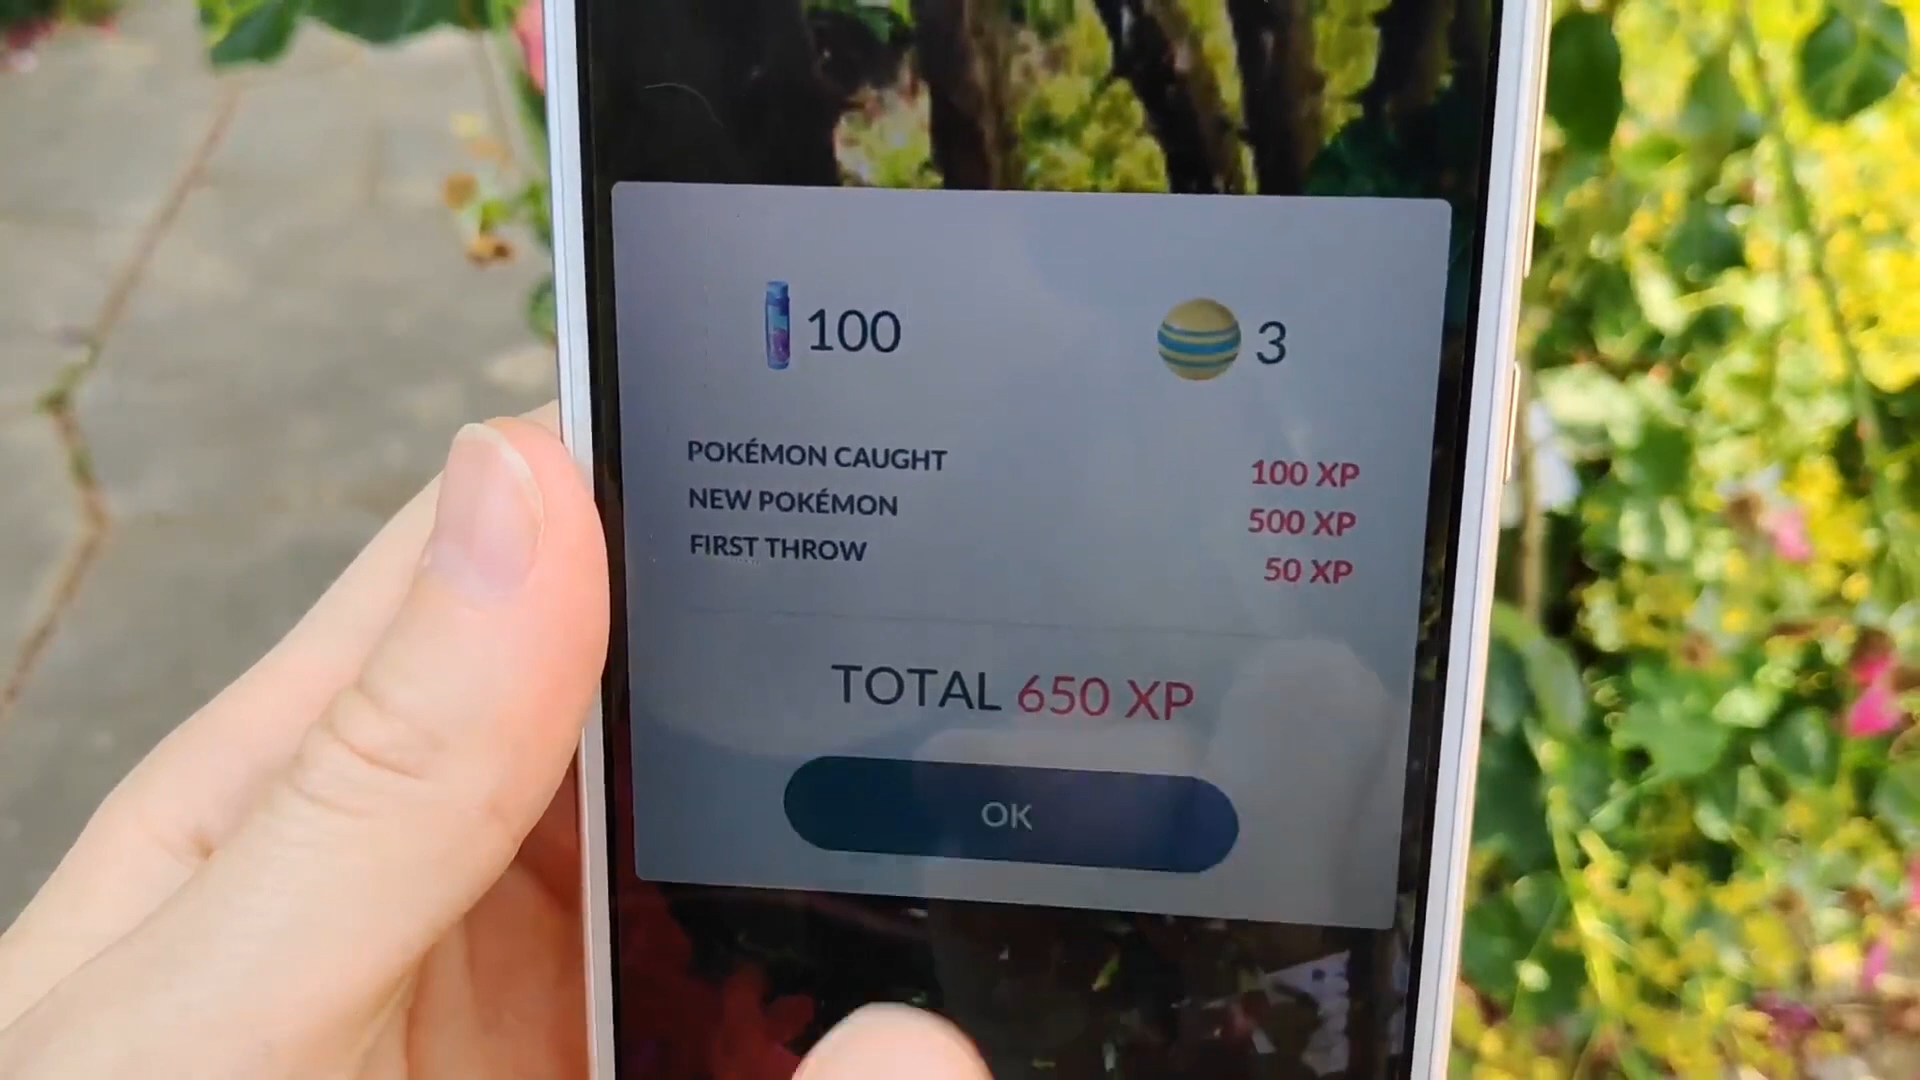 100 3
POKÉMON CAUGHT 100 XP
NEW POKÉMON 500 XP
FIRST THROW 50 XP
TOTAL 650 XP
OK